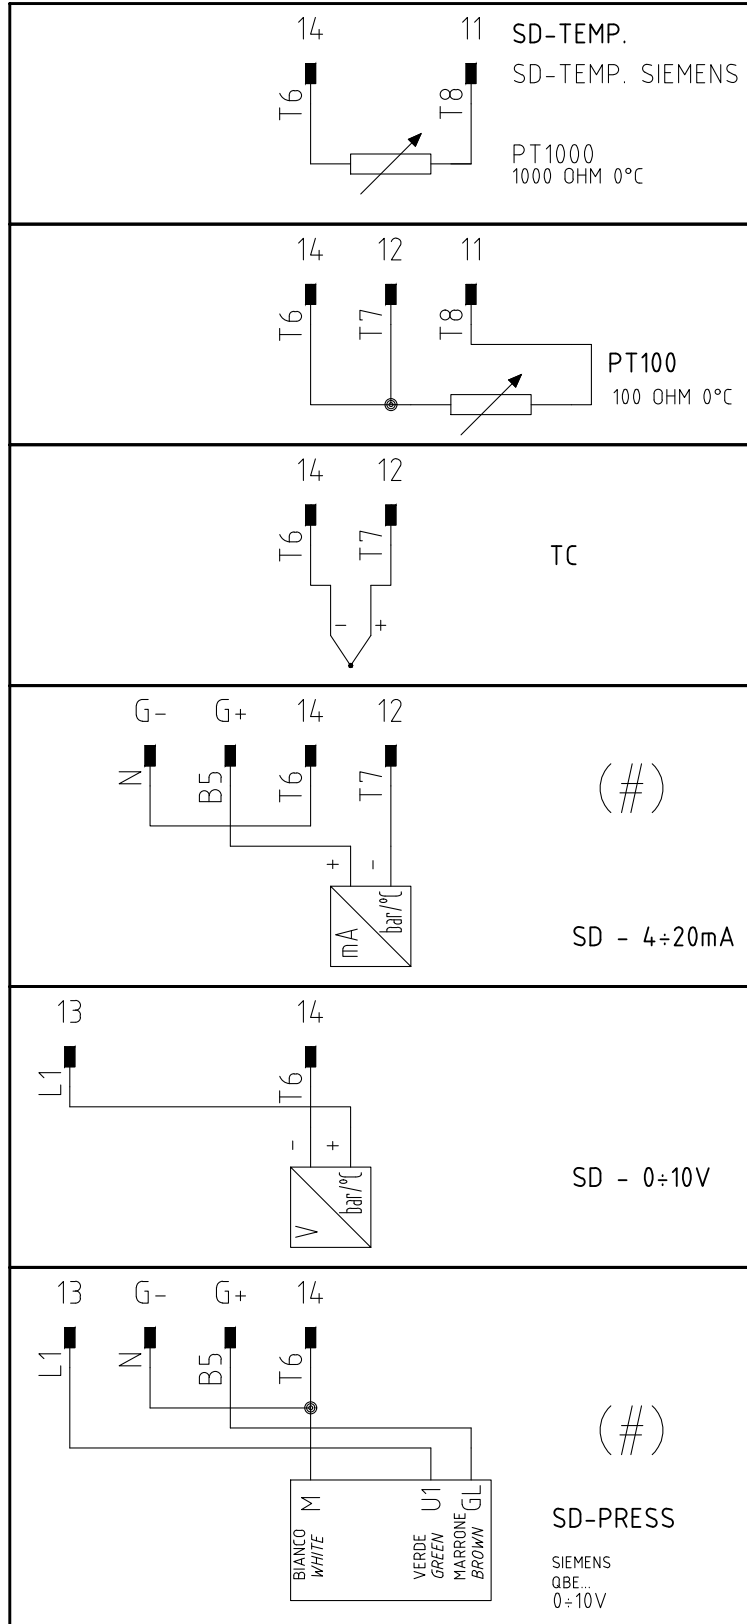 14 11 SD-TEMP.
SD-TEMP. SIEMENS
T6 T8
PT1000
1000 OHM 0°C
14 12 11
T6 T7 T8
PT100
100 OHM 0°C
14 12
T6 T7
TC
- +
G- G+ 14 12
N B5 T6 T7
(#)
+ -
mA bar/°C
SD - 4÷20mA
13 14
L1 T6
- +
V bar/°C
SD - 0÷10V
13 G- G+ 14
L1 N B5 T6
(#)
M U1 GL
BIANCO VERDE MARRONE
WHITE GREEN BROWN
SD-PRESS
SIEMENS
QBE...
0÷10V